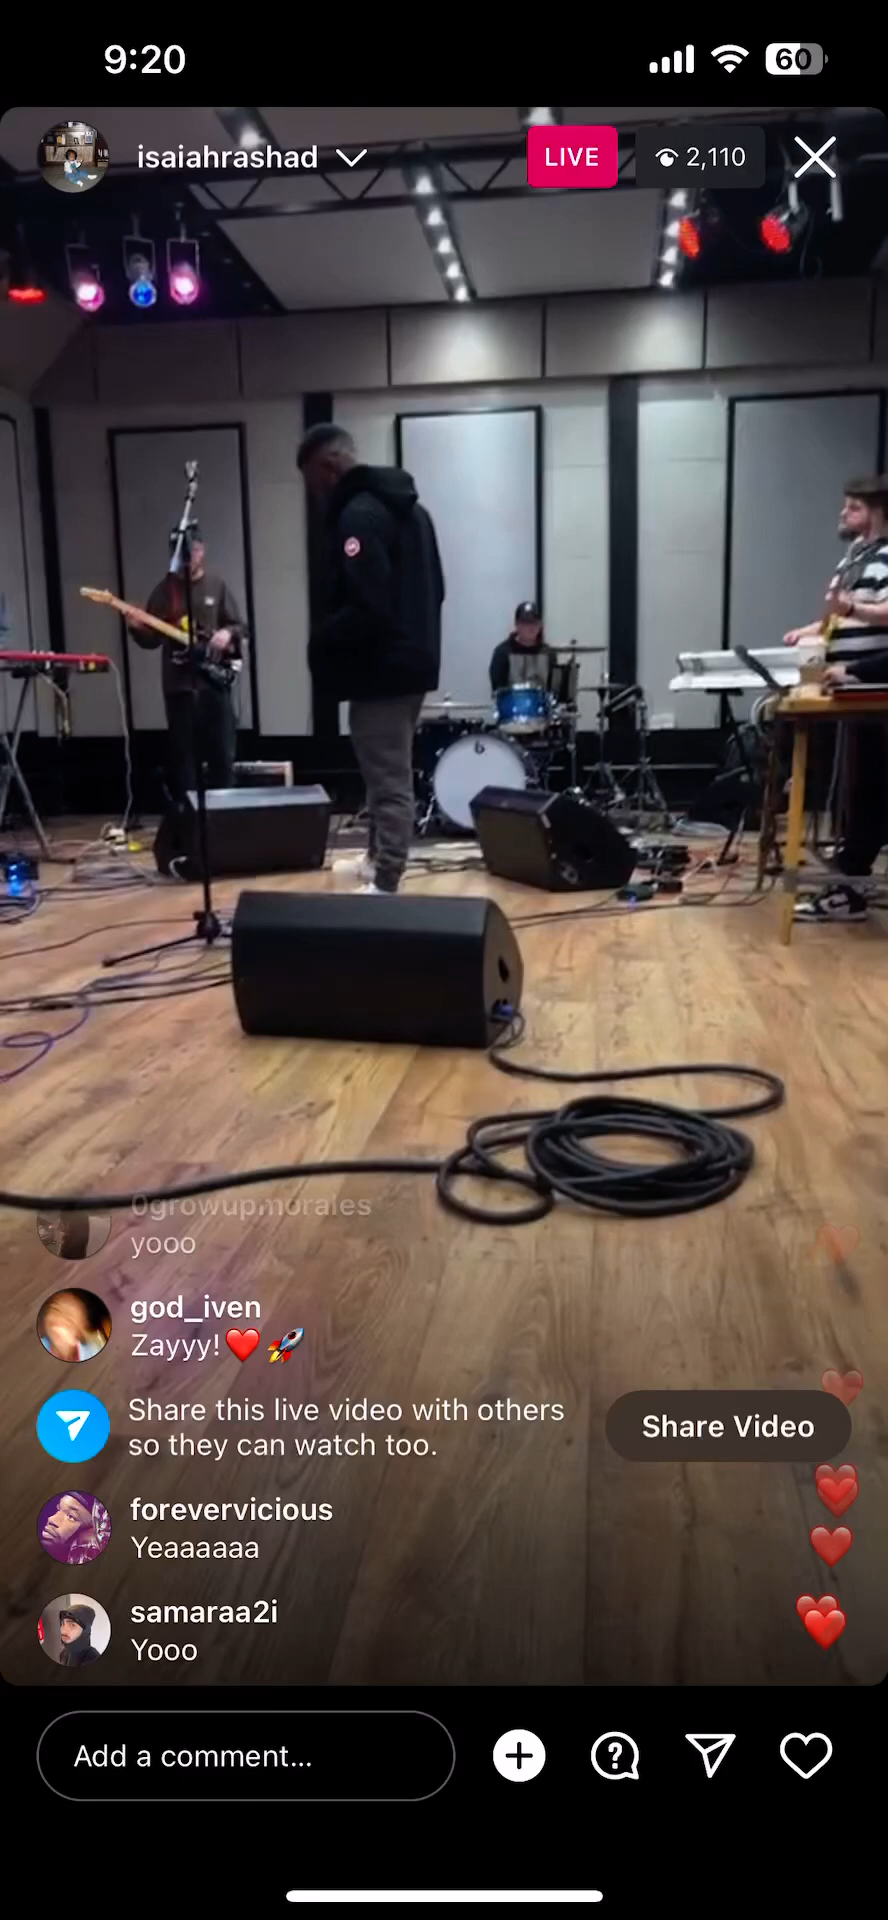 9:20
60
isaiahrashad
LIVE
2,110
0growupmorales
yooo
god_iven
Zayyy!❤️🚀
Share this live video with others
so they can watch too.
Share Video
forevervicious
Yeaaaaaa
samaraa2i
Yooo
Add a comment...